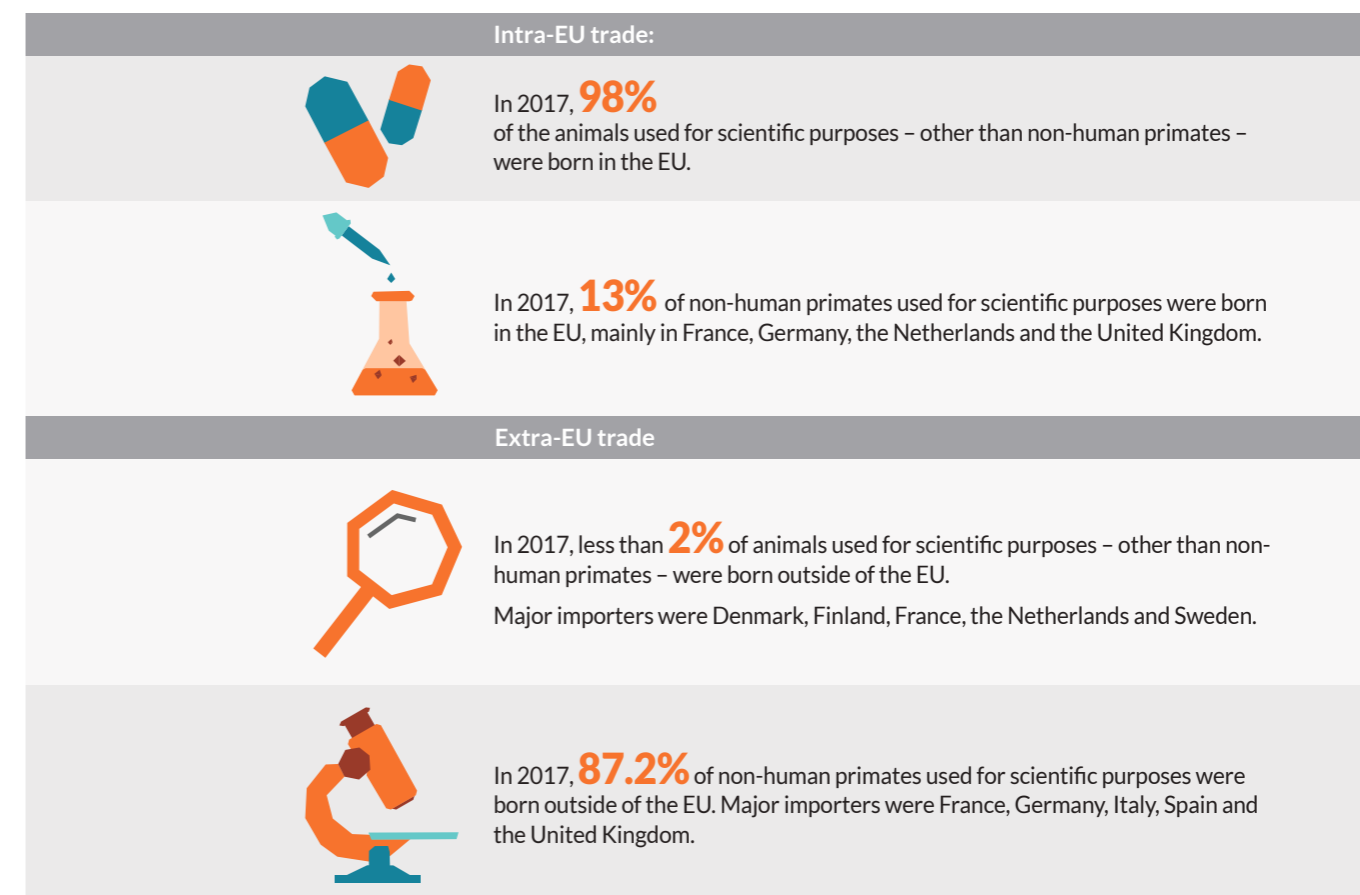 Intra-EU trade:
In 2017, 98%
of the animals used for scientific purposes – other than non-human primates –
were born in the EU.
In 2017, 13% of non-human primates used for scientific purposes were born
in the EU, mainly in France, Germany, the Netherlands and the United Kingdom.
Extra-EU trade
In 2017, less than 2% of animals used for scientific purposes – other than non-
human primates – were born outside of the EU.
Major importers were Denmark, Finland, France, the Netherlands and Sweden.
In 2017, 87.2% of non-human primates used for scientific purposes were
born outside of the EU. Major importers were France, Germany, Italy, Spain and
the United Kingdom.